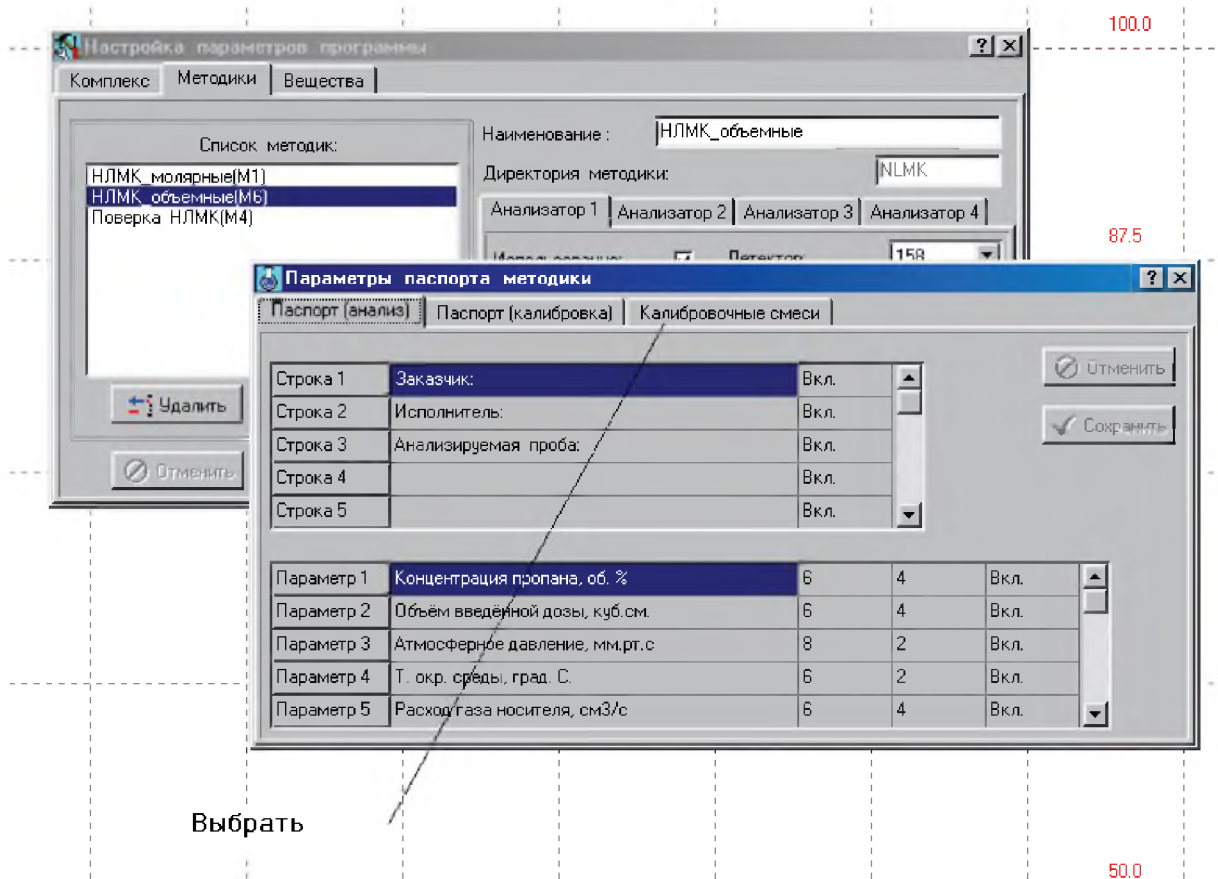 100.0
Настройка параметров программы
Комплекс Методики Вещества
Список методик:
НЛМК_молярные(М1)
НЛМК_объемные(М6)
Поверка НЛМК(М4)
Удалить
Отменить
Наименование: НЛМК_объемные
Директория методики: NLMK
Анализатор 1 Анализатор 2 Анализатор 3 Анализатор 4
87.5
Использование: Детектор: 158
Параметры паспорта методики
Паспорт (анализ) Паспорт (калибровка) Калибровочные смеси
Строка 1 Заказчик: Вкл.
Строка 2 Исполнитель: Вкл.
Строка 3 Анализируемая проба: Вкл.
Строка 4 Вкл.
Строка 5 Вкл.
Отменить
Сохранить
Параметр 1 Концентрация пропана, об. % 6 4 Вкл.
Параметр 2 Объём введённой дозы, куб.см. 6 4 Вкл.
Параметр 3 Атмосферное давление, мм.рт.с 8 2 Вкл.
Параметр 4 Т. окр. среды, град. С. 6 2 Вкл.
Параметр 5 Расход газа носителя, см3/с 6 4 Вкл.
Выбрать
50.0